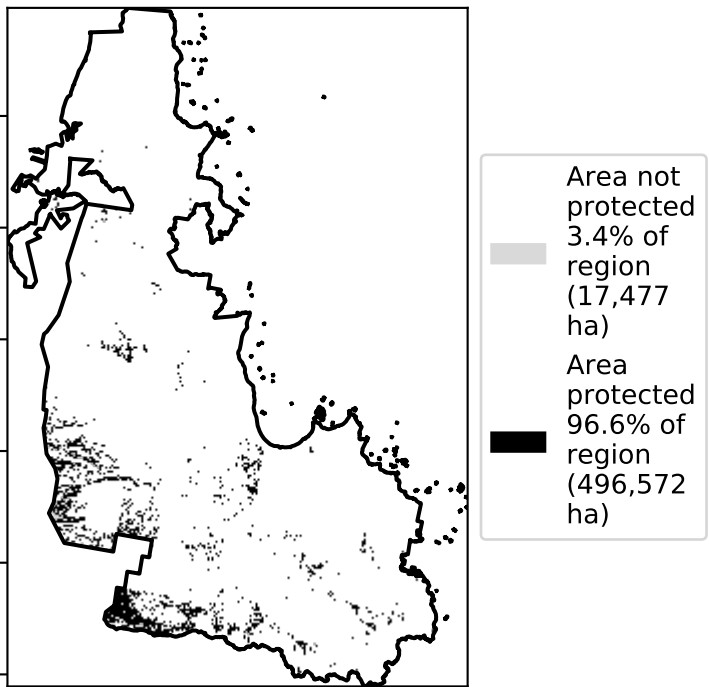 Area not
protected
3.4% of
region
(17,477
ha)
Area
protected
96.6% of
region
(496,572
ha)